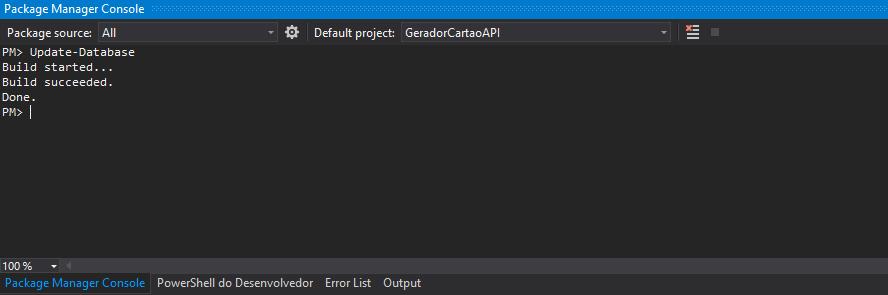 Package Manager Console
Package source: All Default project: GeradorCartaoAPI
PM> Update-Database
Build started...
Build succeeded.
Done.
PM>
100 %
Package Manager Console PowerShell do Desenvolvedor Error List Output